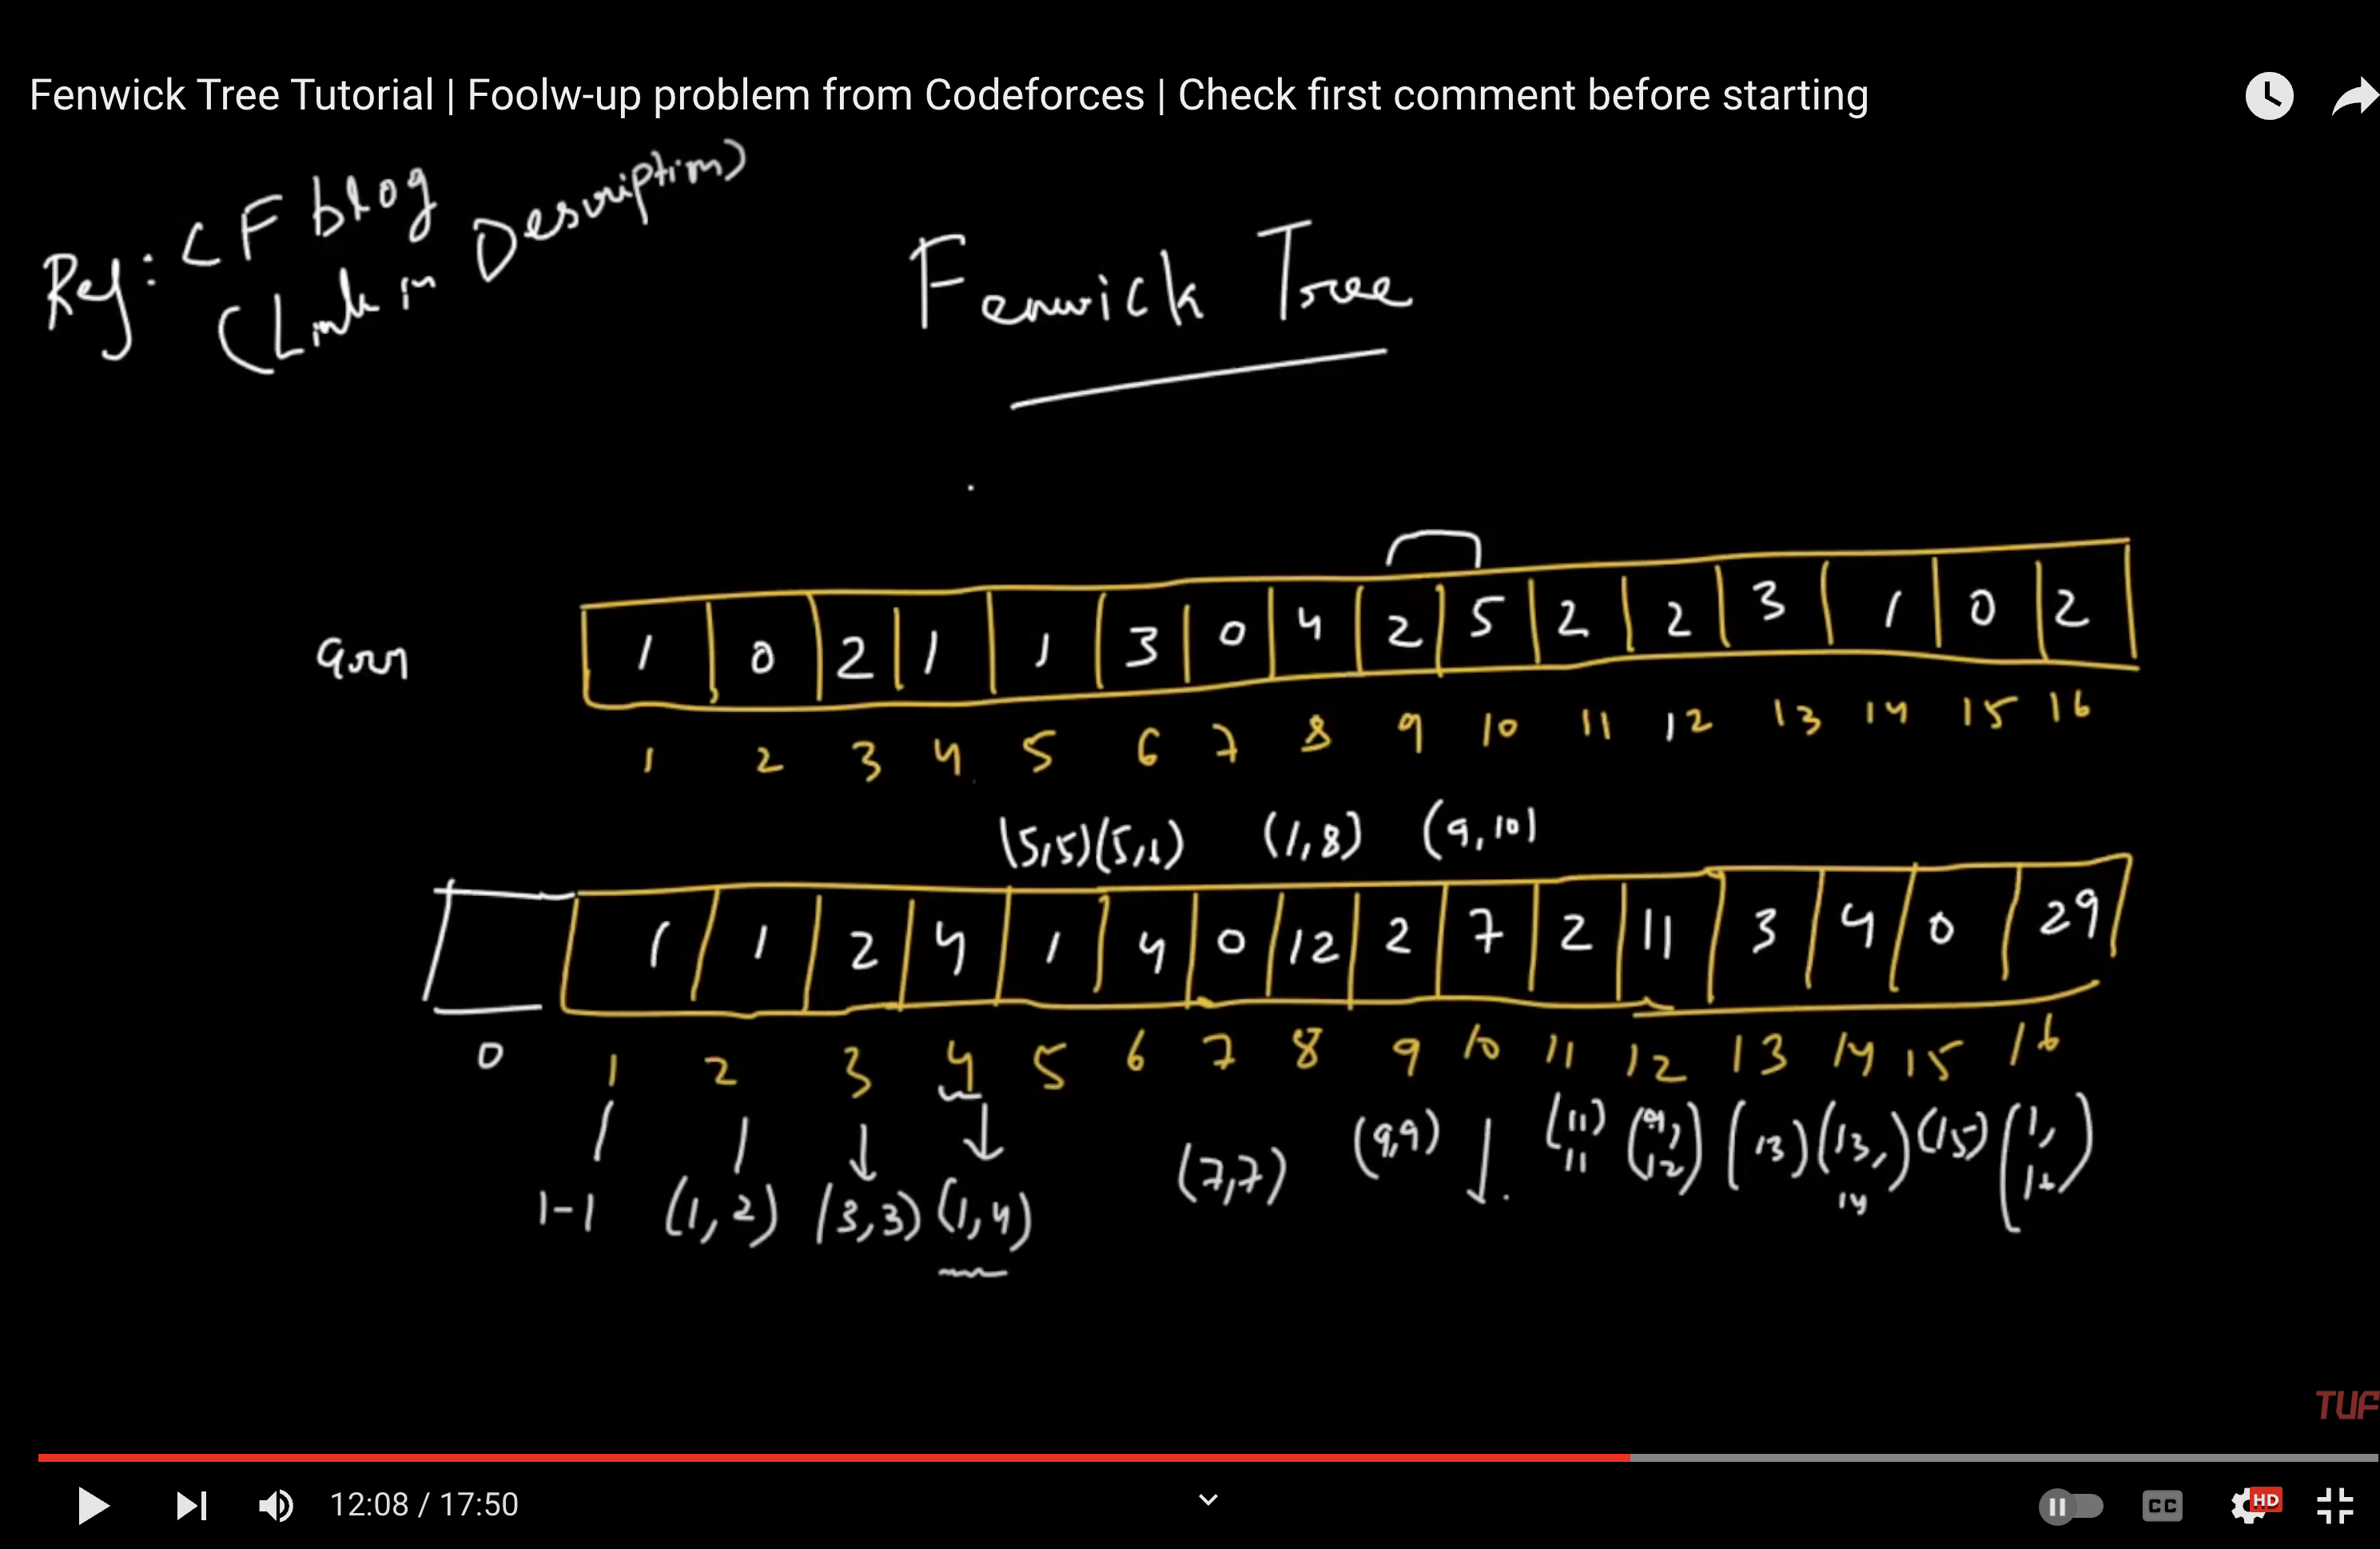 Fenwick Tree Tutorial | Foolw-up problem from Codeforces | Check first comment before starting
Ref: CF blog
(Link in Description)
Fenwick Tree
arr 1 0 2 1 1 3 0 4 2 5 2 2 3 1 0 2
1 2 3 4 5 6 7 8 9 10 11 12 13 14 15 16
(5,5) (5,6) (1,8) (9,10)
1 1 2 4 1 4 0 12 2 7 2 11 3 4 0 29
0 1 2 3 4 5 6 7 8 9 10 11 12 13 14 15 16
1-1 (1,2) (3,3) (1,4) (7,7) (9,9) (11 11) (9,12) (13) (13,14) (15) (1,16)
TUF
12:08 / 17:50
CC HD